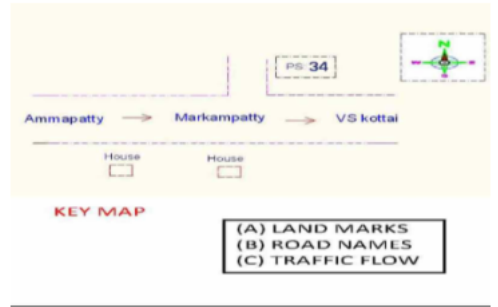 N
W
S
PS: 34
Ammapatty
Markampatty
VS kottai
House
House
KEY MAP
(A) LAND MARKS
(B) ROAD NAMES
(C) TRAFFIC FLOW